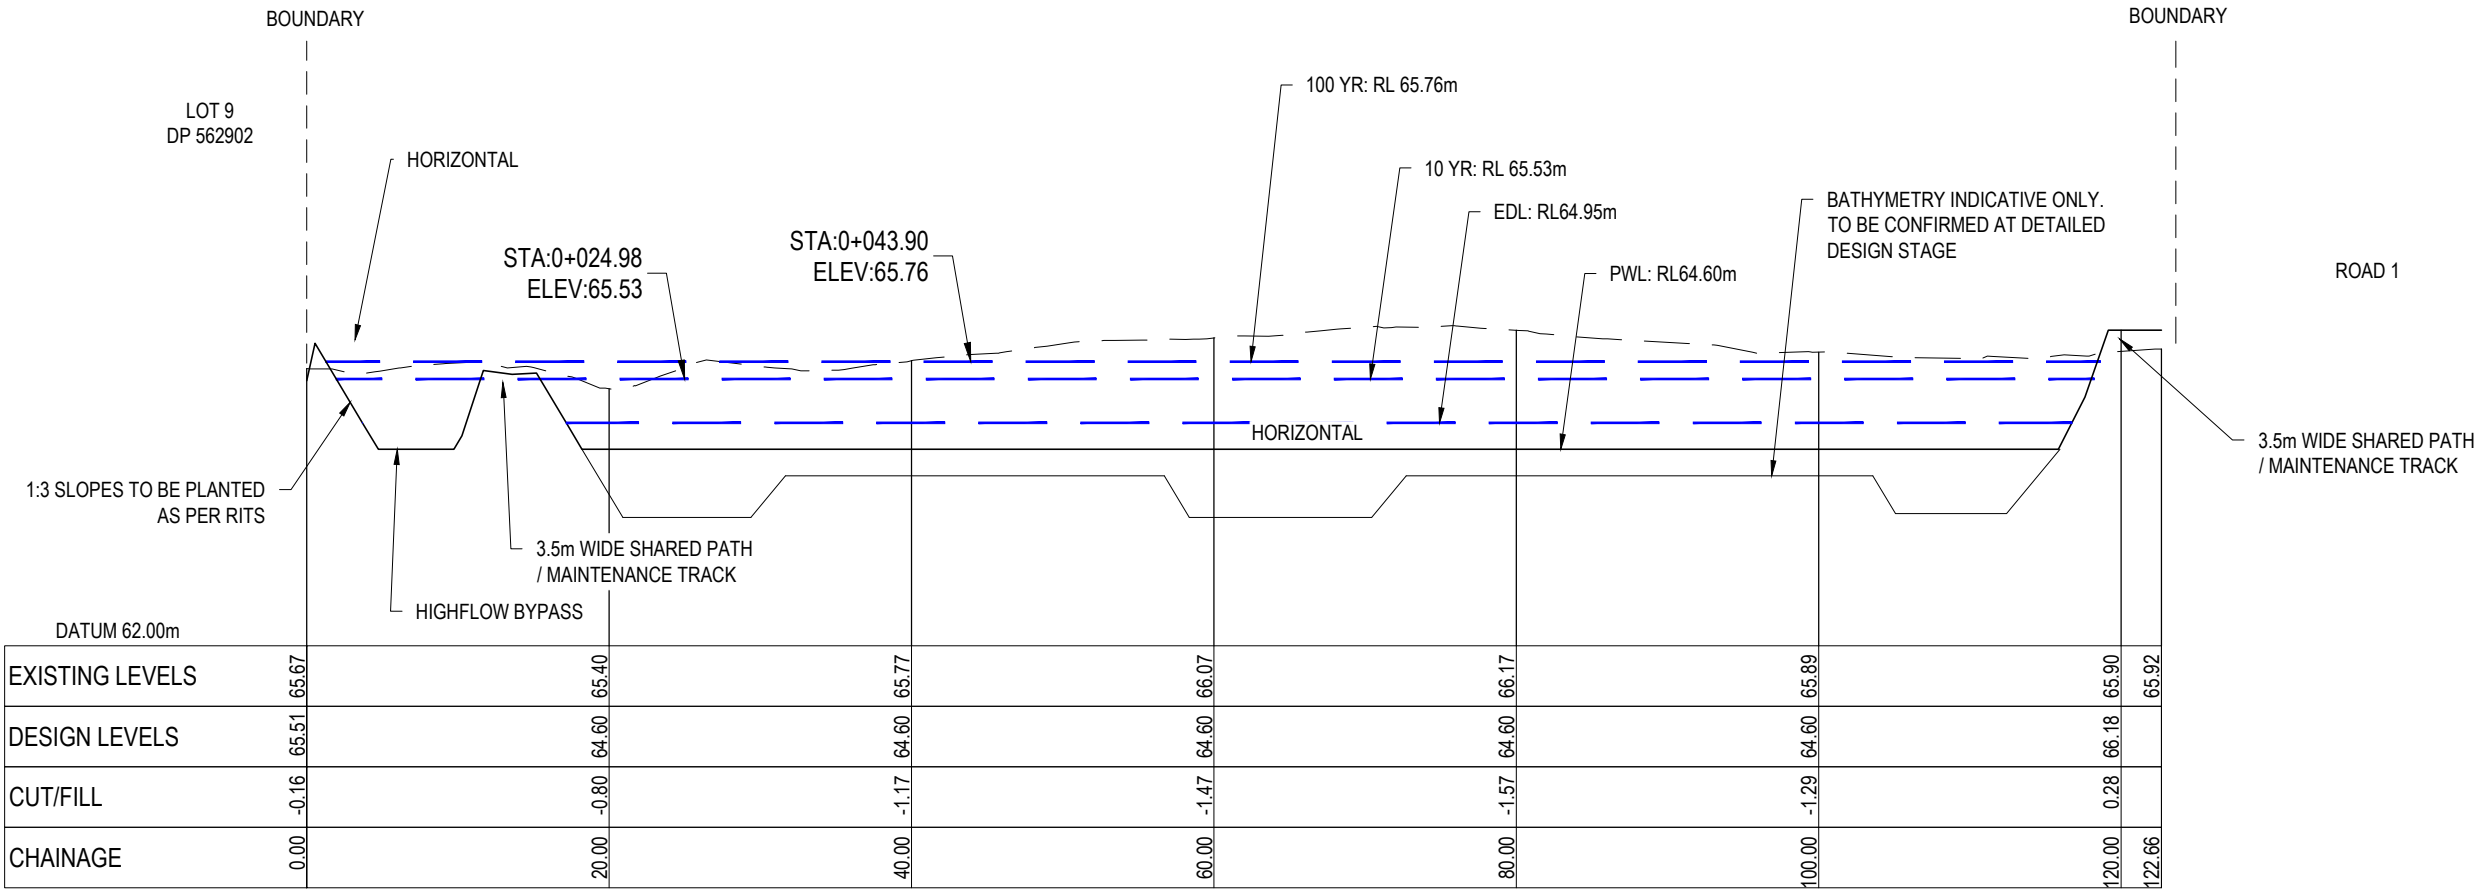 BOUNDARY
BOUNDARY
LOT 9
DP 562902
HORIZONTAL
100 YR: RL 65.76m
10 YR: RL 65.53m
EDL: RL64.95m
BATHYMETRY INDICATIVE ONLY.
TO BE CONFIRMED AT DETAILED
DESIGN STAGE
STA:0+024.98
ELEV:65.53
STA:0+043.90
ELEV:65.76
PWL: RL64.60m
ROAD 1
HORIZONTAL
3.5m WIDE SHARED PATH
/ MAINTENANCE TRACK
1:3 SLOPES TO BE PLANTED
AS PER RITS
3.5m WIDE SHARED PATH
/ MAINTENANCE TRACK
HIGHFLOW BYPASS
DATUM 62.00m
EXISTING LEVELS 65.67 65.40 65.77 66.07 66.17 65.89 65.90 65.92
DESIGN LEVELS 65.51 64.60 64.60 64.60 64.60 64.60 66.18
CUT/FILL -0.16 -0.80 -1.17 -1.47 -1.57 -1.29 0.28
CHAINAGE 0.00 20.00 40.00 60.00 80.00 100.00 120.00 122.66